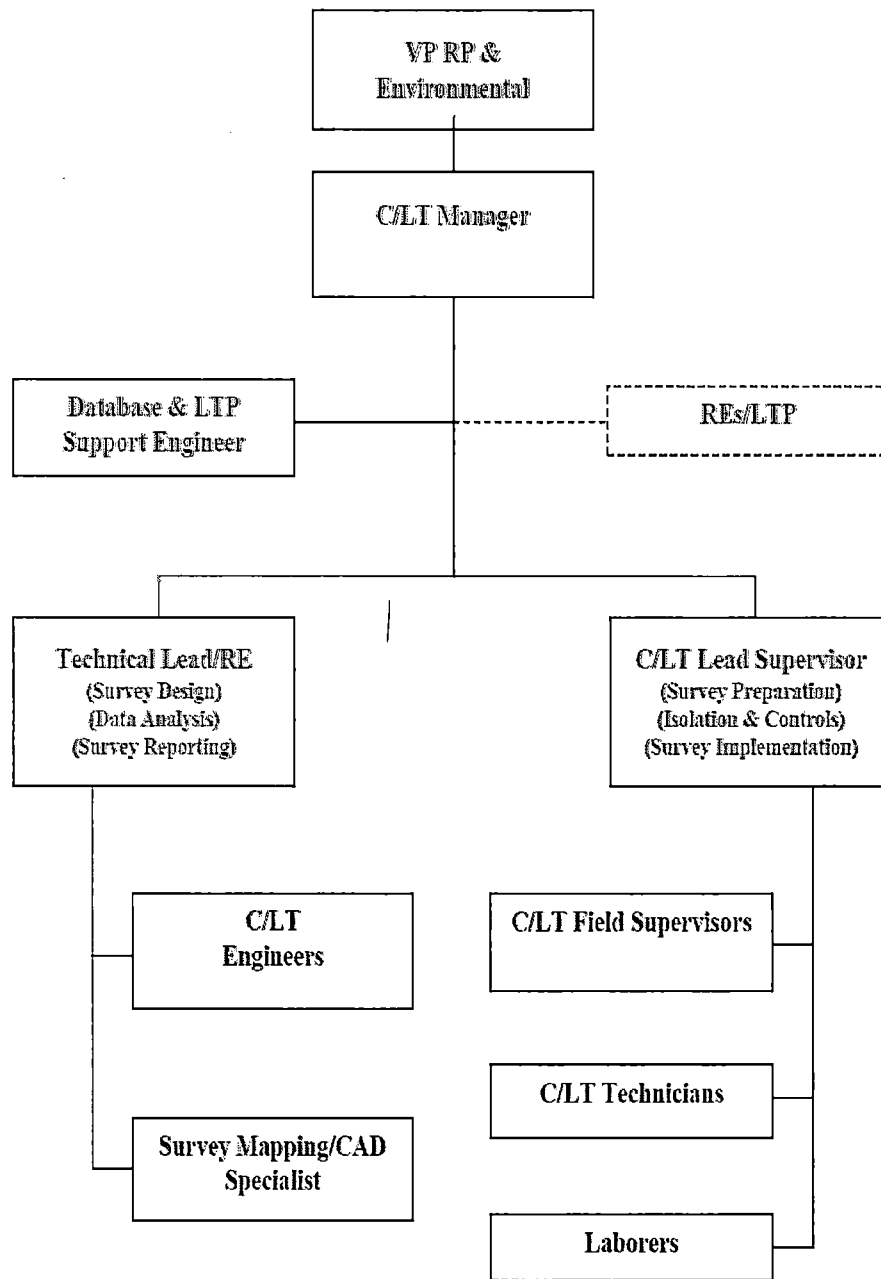 VP RP &
Environmental
C/LT Manager
Database & LTP
Support Engineer
REs/LTP
Technical Lead/RE
(Survey Design)
(Data Analysis)
(Survey Reporting)
C/LT Lead Supervisor
(Survey Preparation)
(Isolation & Controls)
(Survey Implementation)
C/LT
Engineers
C/LT Field Supervisors
C/LT Technicians
Survey Mapping/CAD
Specialist
Laborers